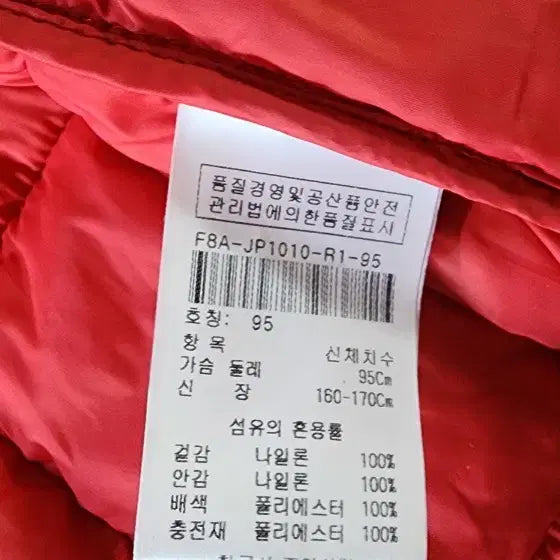 품질경영및공산품안전
관리법에의한품질표시
F8A-JP1010-R1-95
호칭: 95
항 목 신체치수
가슴 둘레 95Cm
신 장 160-170Cm
섬유의 혼용률
겉감 나일론 100%
안감 나일론 100%
배색 폴리에스터 100%
충전재 폴리에스터 100%